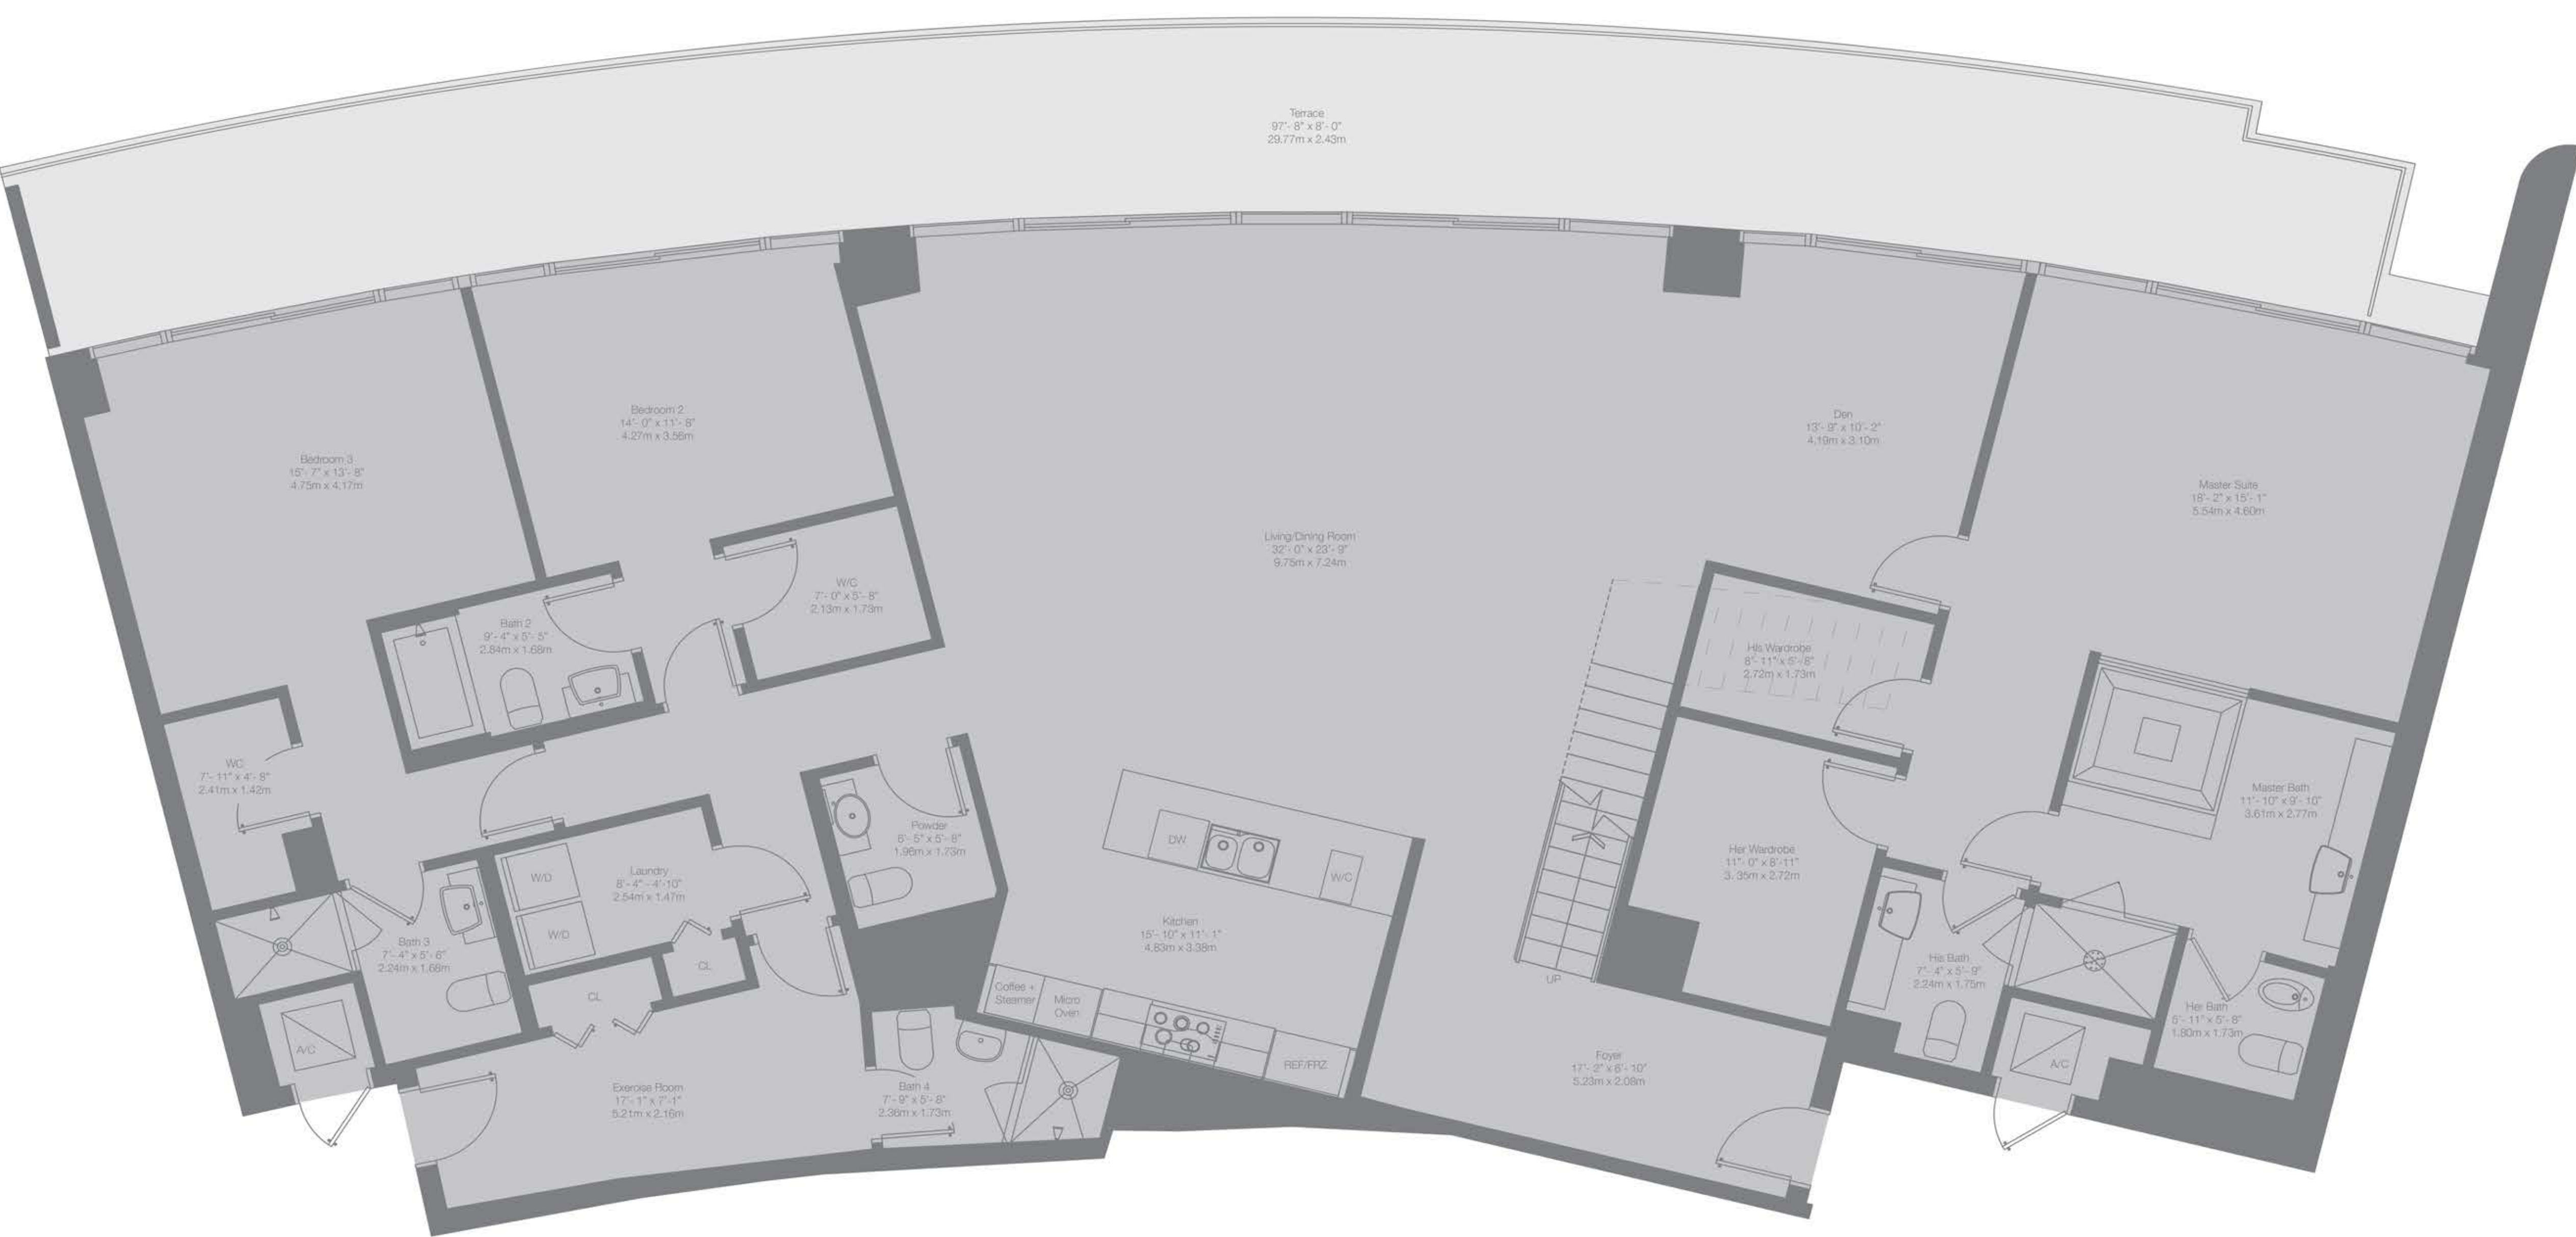 Terrace
97'- 8" x 8'- 0"
29.77m x 2.43m
Bedroom 2
14'- 0" x 11'- 8"
4.27m x 3.56m
Den
13'- 9" x 10'- 2"
4.19m x 3.10m
Bedroom 3
15'- 7" x 13'- 8"
4.75m x 4.17m
Master Suite
18'- 2" x 15'- 1"
5.54m x 4.60m
Living/Dining Room
32'- 0" x 23'- 9"
9.75m x 7.24m
W/C
7'- 0" x 5'- 8"
2.13m x 1.73m
Bath 2
9'- 4" x 5'- 5"
2.84m x 1.68m
His Wardrobe
8'- 11" x 5'- 8"
2.72m x 1.73m
WC
7'- 11" x 4'- 8"
2.41m x 1.42m
Master Bath
11'- 10" x 9'- 10"
3.61m x 2.77m
Powder
6'- 5" x 5'- 8"
1.96m x 1.73m
DW
W/C
Her Wardrobe
11'- 0" x 8'-11"
3. 35m x 2.72m
Laundry
8'- 4" - 4'-10"
2.54m x 1.47m
W/D
W/D
Kitchen
15'- 10" x 11'- 1"
4.83m x 3.38m
Bath 3
7'- 4" x 5'- 6"
2.24m x 1.68m
CL
CL
His Bath
7'- 4" x 5'- 9"
2.24m x 1.75m
UP
Coffee +
Steamer
Micro
Oven
Her Bath
5'- 11" x 5'- 8"
1.80m x 1.73m
A/C
REF/FRZ
Foyer
17'- 2" x 6'- 10"
5.23m x 2.08m
A/C
Exercise Room
17'- 1" x 7'-1"
5.21m x 2.16m
Bath 4
7'- 9" x 5'- 8"
2.36m x 1.73m